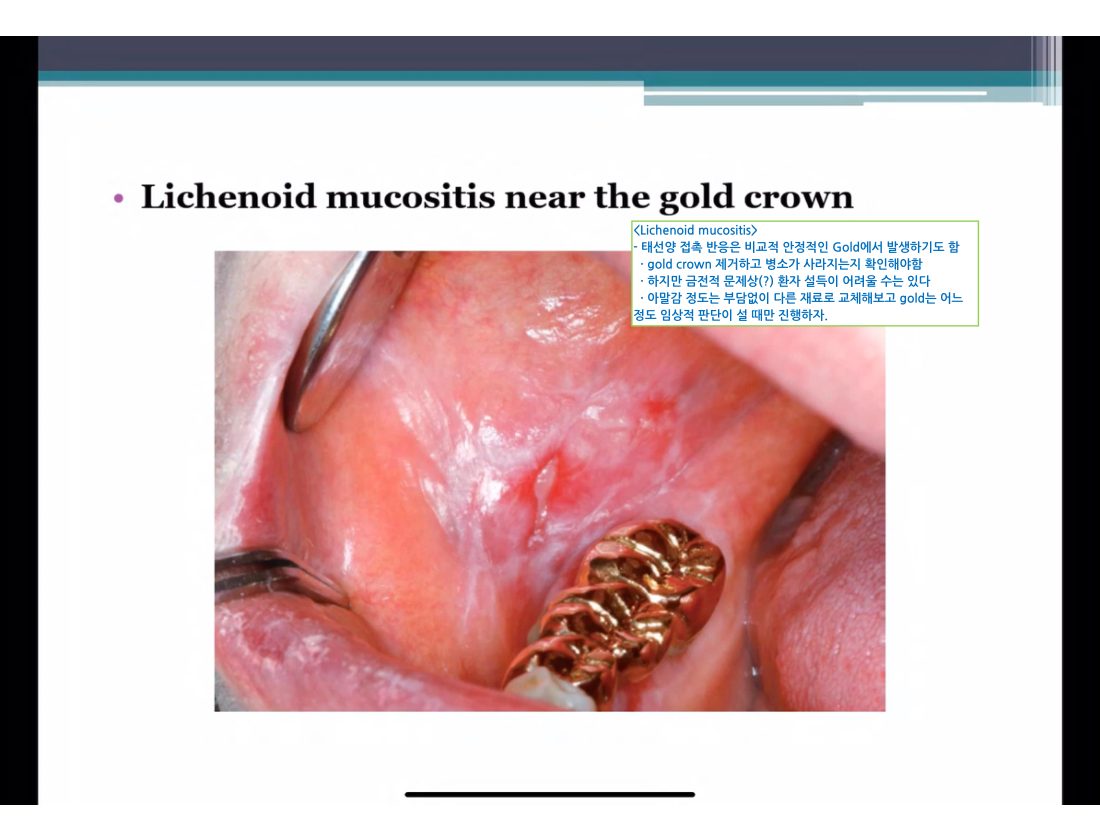 • Lichenoid mucositis near the gold crown
<Lichenoid mucositis>
- 태선양 접촉 반응은 비교적 안정적인 Gold에서 발생하기도 함
· gold crown 제거하고 병소가 사라지는지 확인해야함
· 하지만 금전적 문제상(?) 환자 설득이 어려울 수는 있다
· 아말감 정도는 부담없이 다른 재료로 교체해보고 gold는 어느
정도 임상적 판단이 설 때만 진행하자.